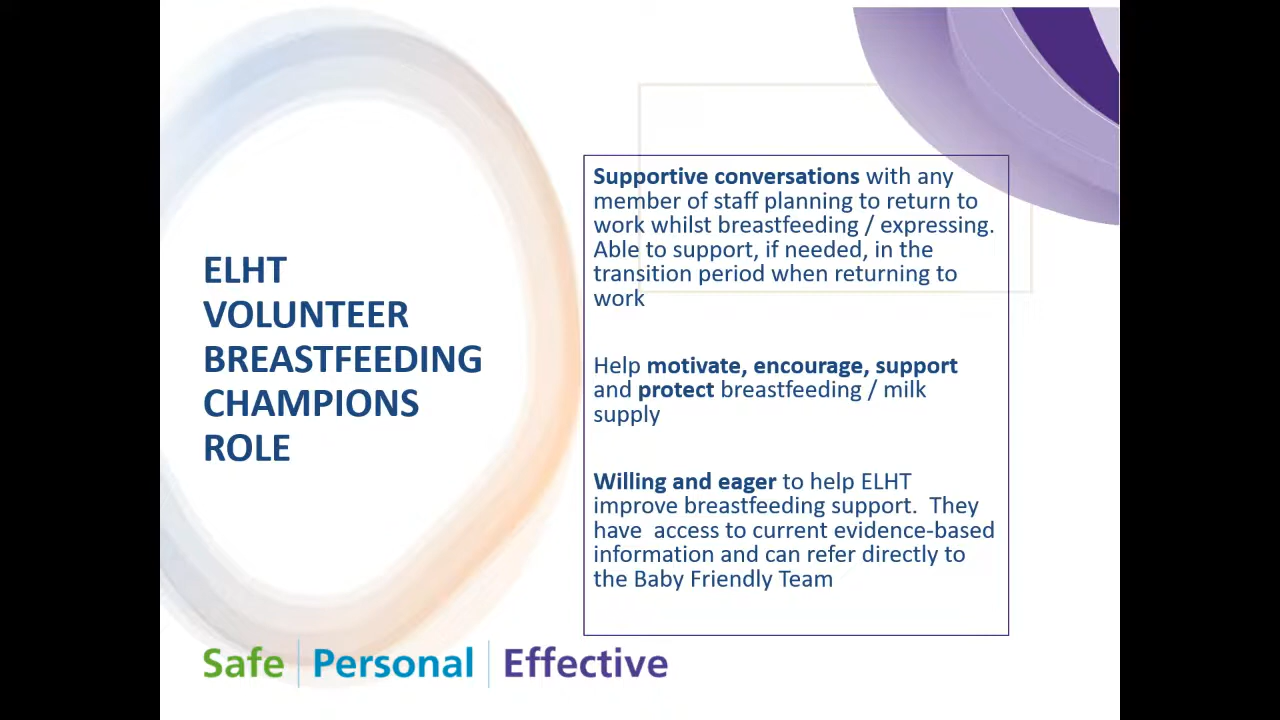 ELHT
VOLUNTEER
BREASTFEEDING
CHAMPIONS
ROLE
Supportive conversations with any
member of staff planning to return to
work whilst breastfeeding / expressing.
Able to support, if needed, in the
transition period when returning to
work
Help motivate, encourage, support
and protect breastfeeding / milk
supply
Willing and eager to help ELHT
improve breastfeeding support.  They
have  access to current evidence-based
information and can refer directly to
the Baby Friendly Team
Safe | Personal | Effective